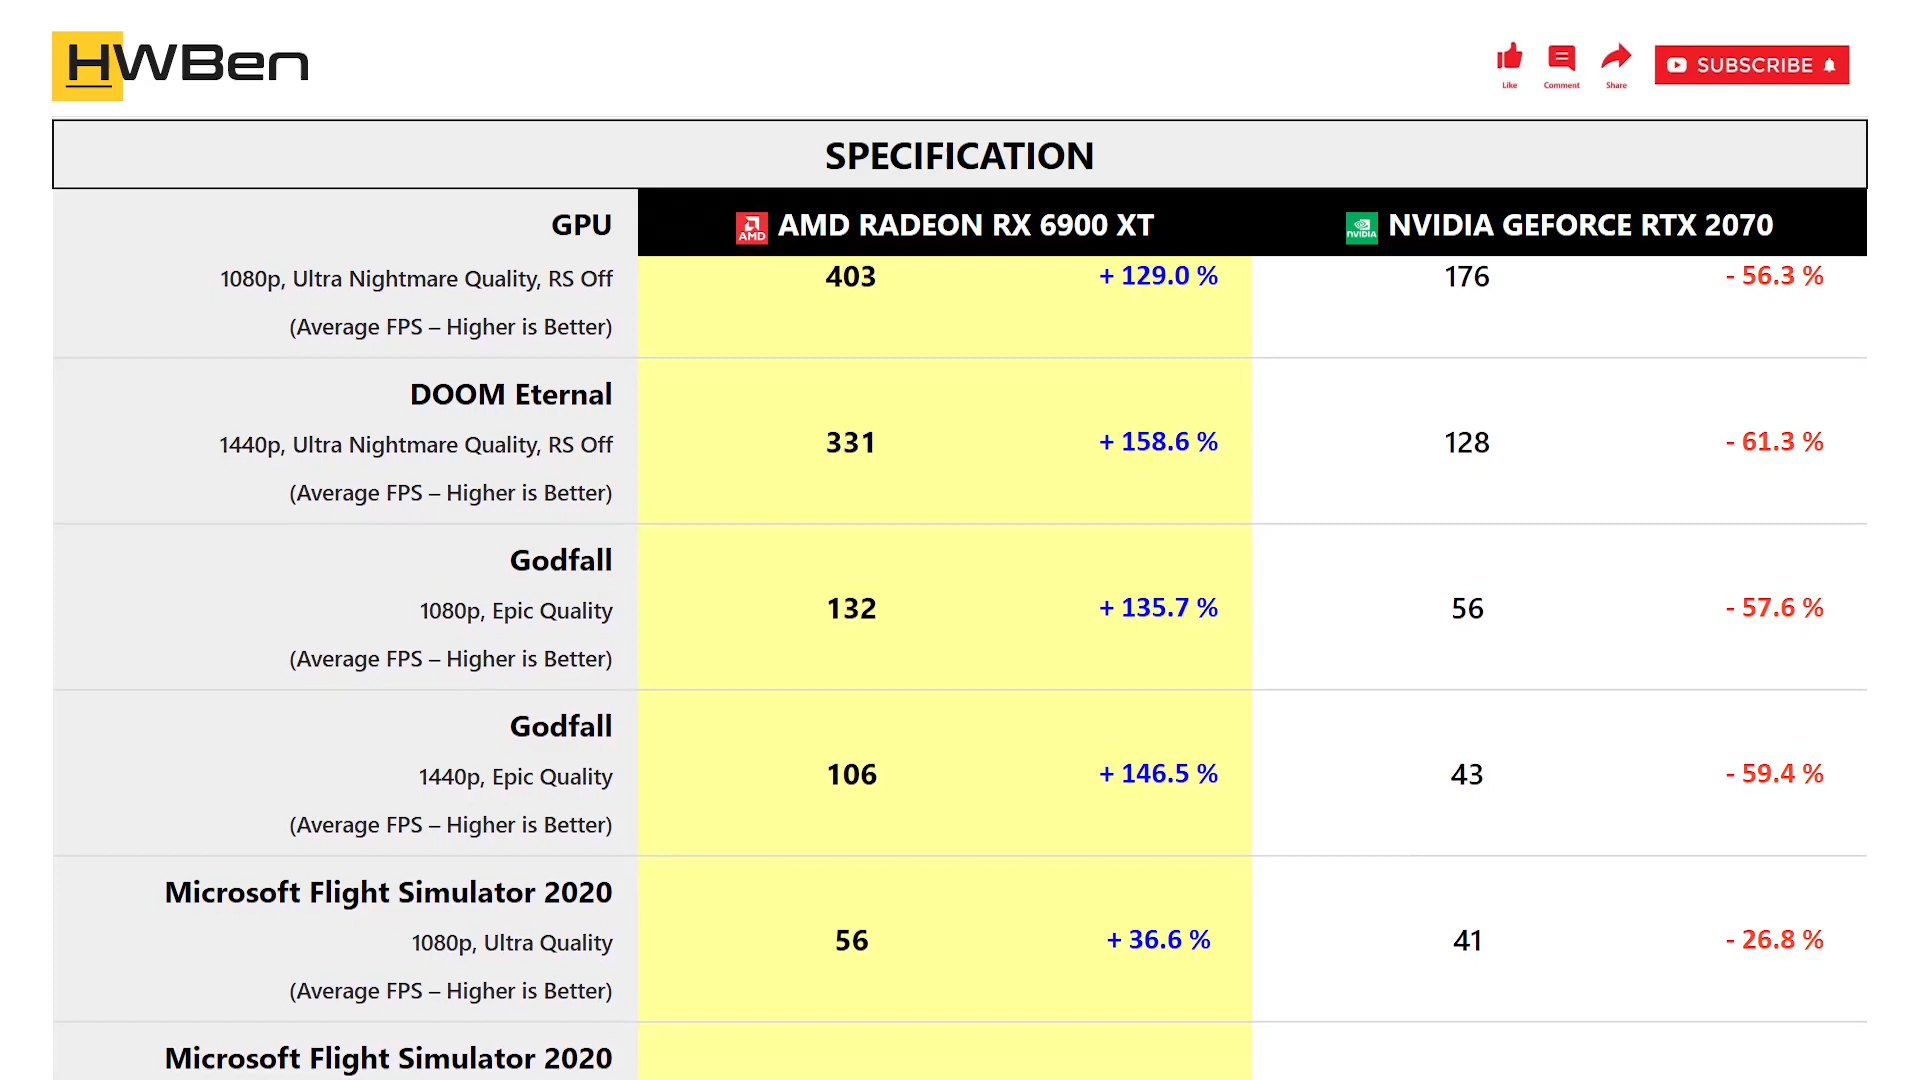 HWBen
Like
Comment
Share
SUBSCRIBE
SPECIFICATION
GPU
AMD
AMD RADEON RX 6900 XT
NVIDIA
NVIDIA GEFORCE RTX 2070
1080p, Ultra Nightmare Quality, RS Off
(Average FPS – Higher is Better)
403
+ 129.0 %
176
- 56.3 %
DOOM Eternal
1440p, Ultra Nightmare Quality, RS Off
(Average FPS – Higher is Better)
331
+ 158.6 %
128
- 61.3 %
Godfall
1080p, Epic Quality
(Average FPS – Higher is Better)
132
+ 135.7 %
56
- 57.6 %
Godfall
1440p, Epic Quality
(Average FPS – Higher is Better)
106
+ 146.5 %
43
- 59.4 %
Microsoft Flight Simulator 2020
1080p, Ultra Quality
(Average FPS – Higher is Better)
56
+ 36.6 %
41
- 26.8 %
Microsoft Flight Simulator 2020